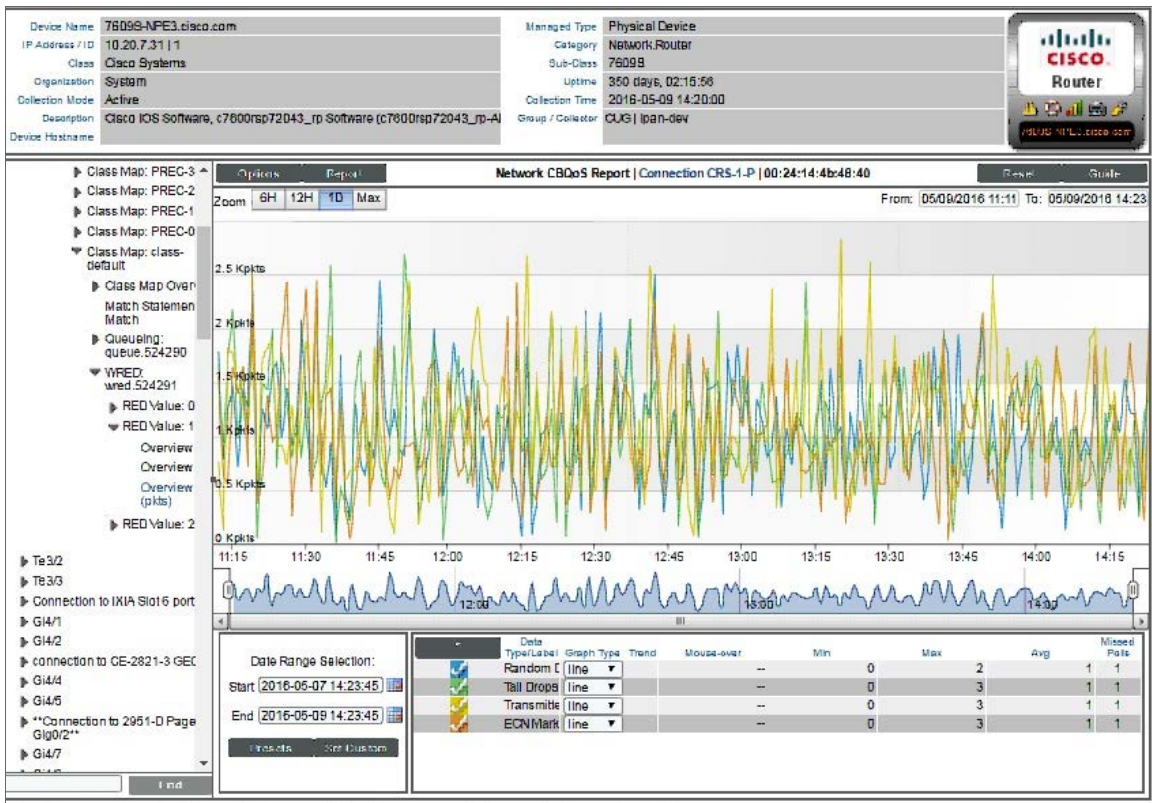 Device Name 7609S-NPE3.cisco.com
IP Address / ID 10.20.7.31 | 1
Class Cisco Systems
Organization System
Collection Mode Active
Description Cisco IOS Software, c7600rsp72043_rp Software (c7600rsp72043_rp-A
Device Hostname
Managed Type Physical Device
Category Network.Router
Sub-Class 7609S
Uptime 350 days, 02:15:56
Collection Time 2016-05-09 14:20:00
Group / Collector CUG | ipan-dev
CISCO
Router
7609S-NPE3.cisco.com
Class Map: PREC-3
Class Map: PREC-2
Class Map: PREC-1
Class Map: PREC-0
Class Map: class-
default
Class Map Over
Match Statemen
Match
Queueing:
queue.524290
WRED:
wred.524291
RED Value: 0
RED Value: 1
Overview
Overview
Overview
(pkts)
RED Value: 2
Te3/2
Te3/3
Connection to IXIA Slot 6 port
Gi4/1
Gi4/2
connection to CE-2821-3 GEC
Gi4/4
Gi4/5
**Connection to 2951-D Page
Gig0/2**
Gi4/7
Find
Options Report
Network CBQoS Report | Connection CRS-1-P | 00:24:14:4b:48:40
Reset Guide
Zoom 6H 12H 1D Max
From: 05/09/2016 11:11 To: 05/09/2016 14:23
2.5 Kpkts
2 Kpkts
1.5 Kpkts
1 Kpkts
0.5 Kpkts
0 Kpkts
11:15 11:30 11:45 12:00 12:15 12:30 12:45 13:00 13:15 13:30 13:45 14:00 14:15
12:00 13:00 14:00
Date Range Selection:
Start 2016-05-07 14:23:45
End 2016-05-09 14:23:45
Presets Set Custom
Data
Type/Label Graph Type Trend Mouse-over Min Max Avg Missed
Polls
Random D line -- 0 2 1 1
Tail Drops line -- 0 3 1 1
Transmitte line -- 0 3 1 1
ECN Mark line -- 0 3 1 1